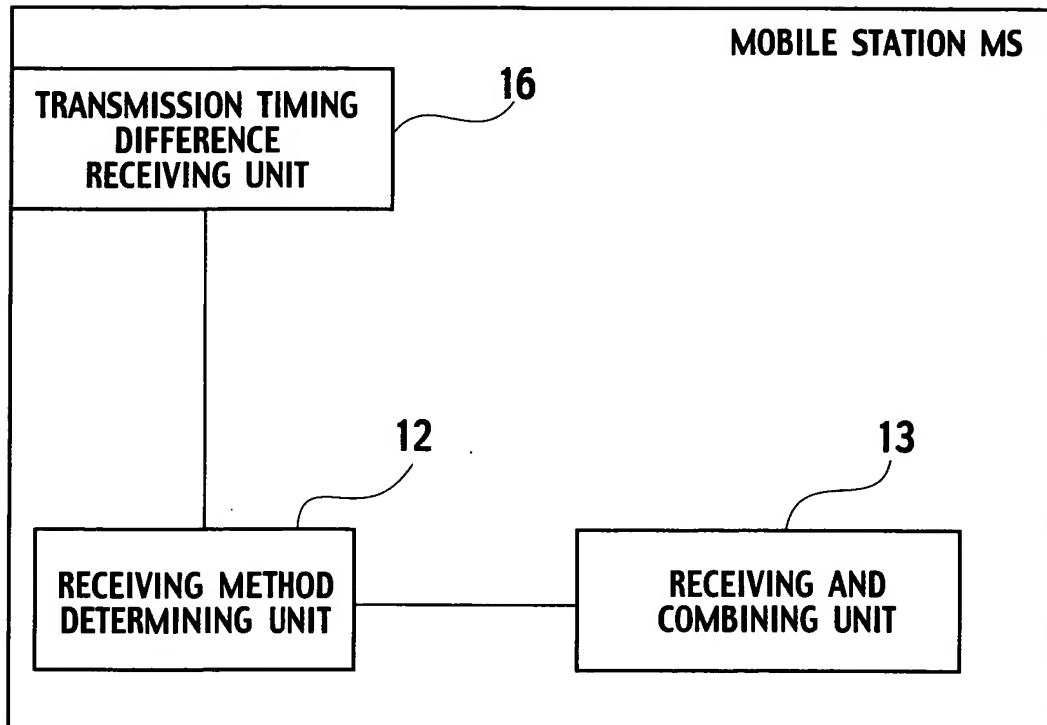 MOBILE STATION MS
TRANSMISSION TIMING
DIFFERENCE
RECEIVING UNIT
16
12
13
RECEIVING METHOD
DETERMINING UNIT
RECEIVING AND
COMBINING UNIT